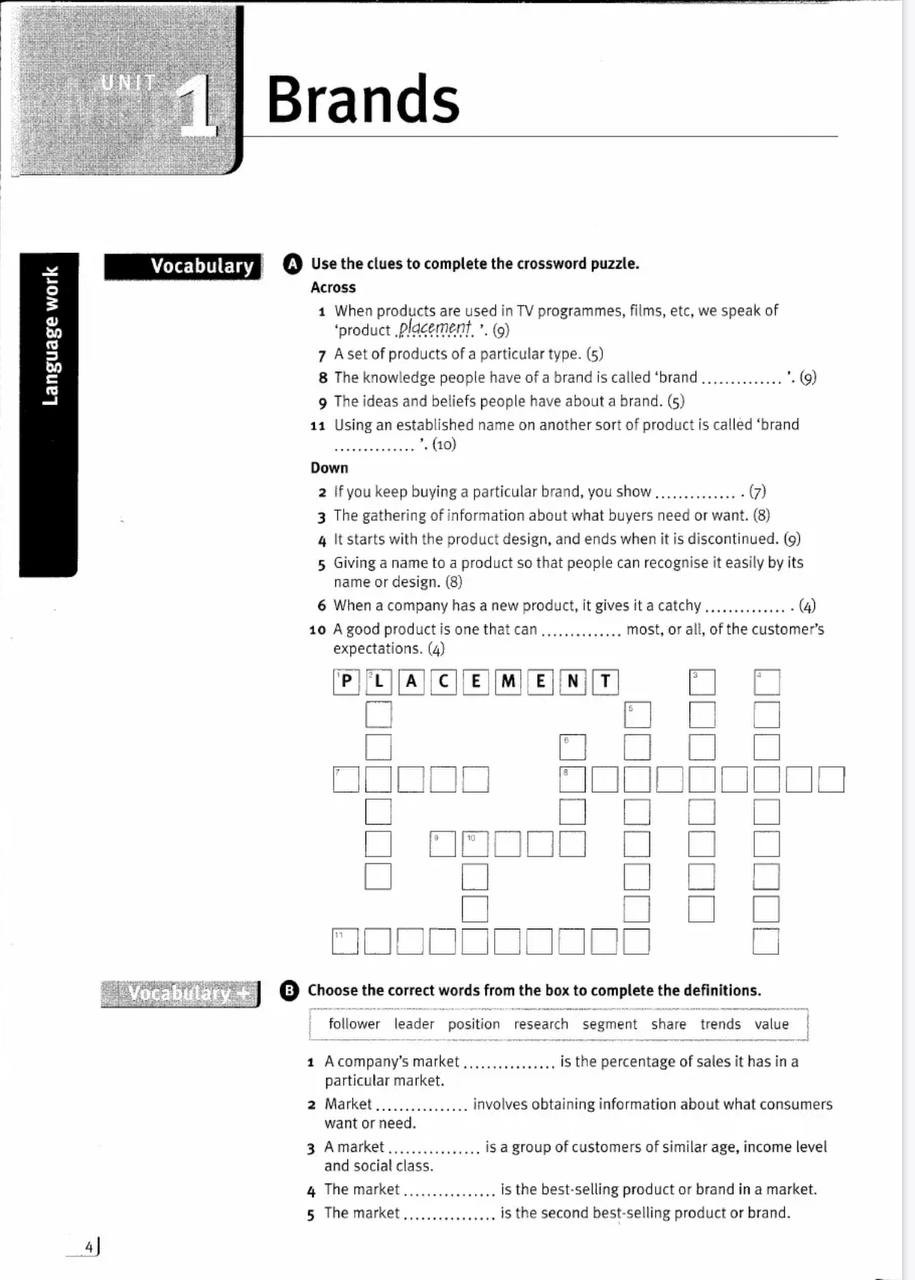 UNIT 1
Brands
Language work
Vocabulary
A Use the clues to complete the crossword puzzle.
Across
1 When products are used in TV programmes, films, etc, we speak of
‘product .placement. ’. (9)
7 A set of products of a particular type. (5)
8 The knowledge people have of a brand is called ‘brand .............. ’. (9)
9 The ideas and beliefs people have about a brand. (5)
11 Using an established name on another sort of product is called ‘brand
.............. ’. (10)
Down
2 If you keep buying a particular brand, you show .............. . (7)
3 The gathering of information about what buyers need or want. (8)
4 It starts with the product design, and ends when it is discontinued. (9)
5 Giving a name to a product so that people can recognise it easily by its
name or design. (8)
6 When a company has a new product, it gives it a catchy .............. . (4)
10 A good product is one that can .............. most, or all, of the customer’s
expectations. (4)
1 P 2 L A C E M E N T 3 4
5
6
7 8
9 10
11
Vocabulary +
B Choose the correct words from the box to complete the definitions.
follower leader position research segment share trends value
1 A company’s market ................ is the percentage of sales it has in a
particular market.
2 Market ................ involves obtaining information about what consumers
want or need.
3 A market ................ is a group of customers of similar age, income level
and social class.
4 The market ................ is the best-selling product or brand in a market.
5 The market ................ is the second best-selling product or brand.
4